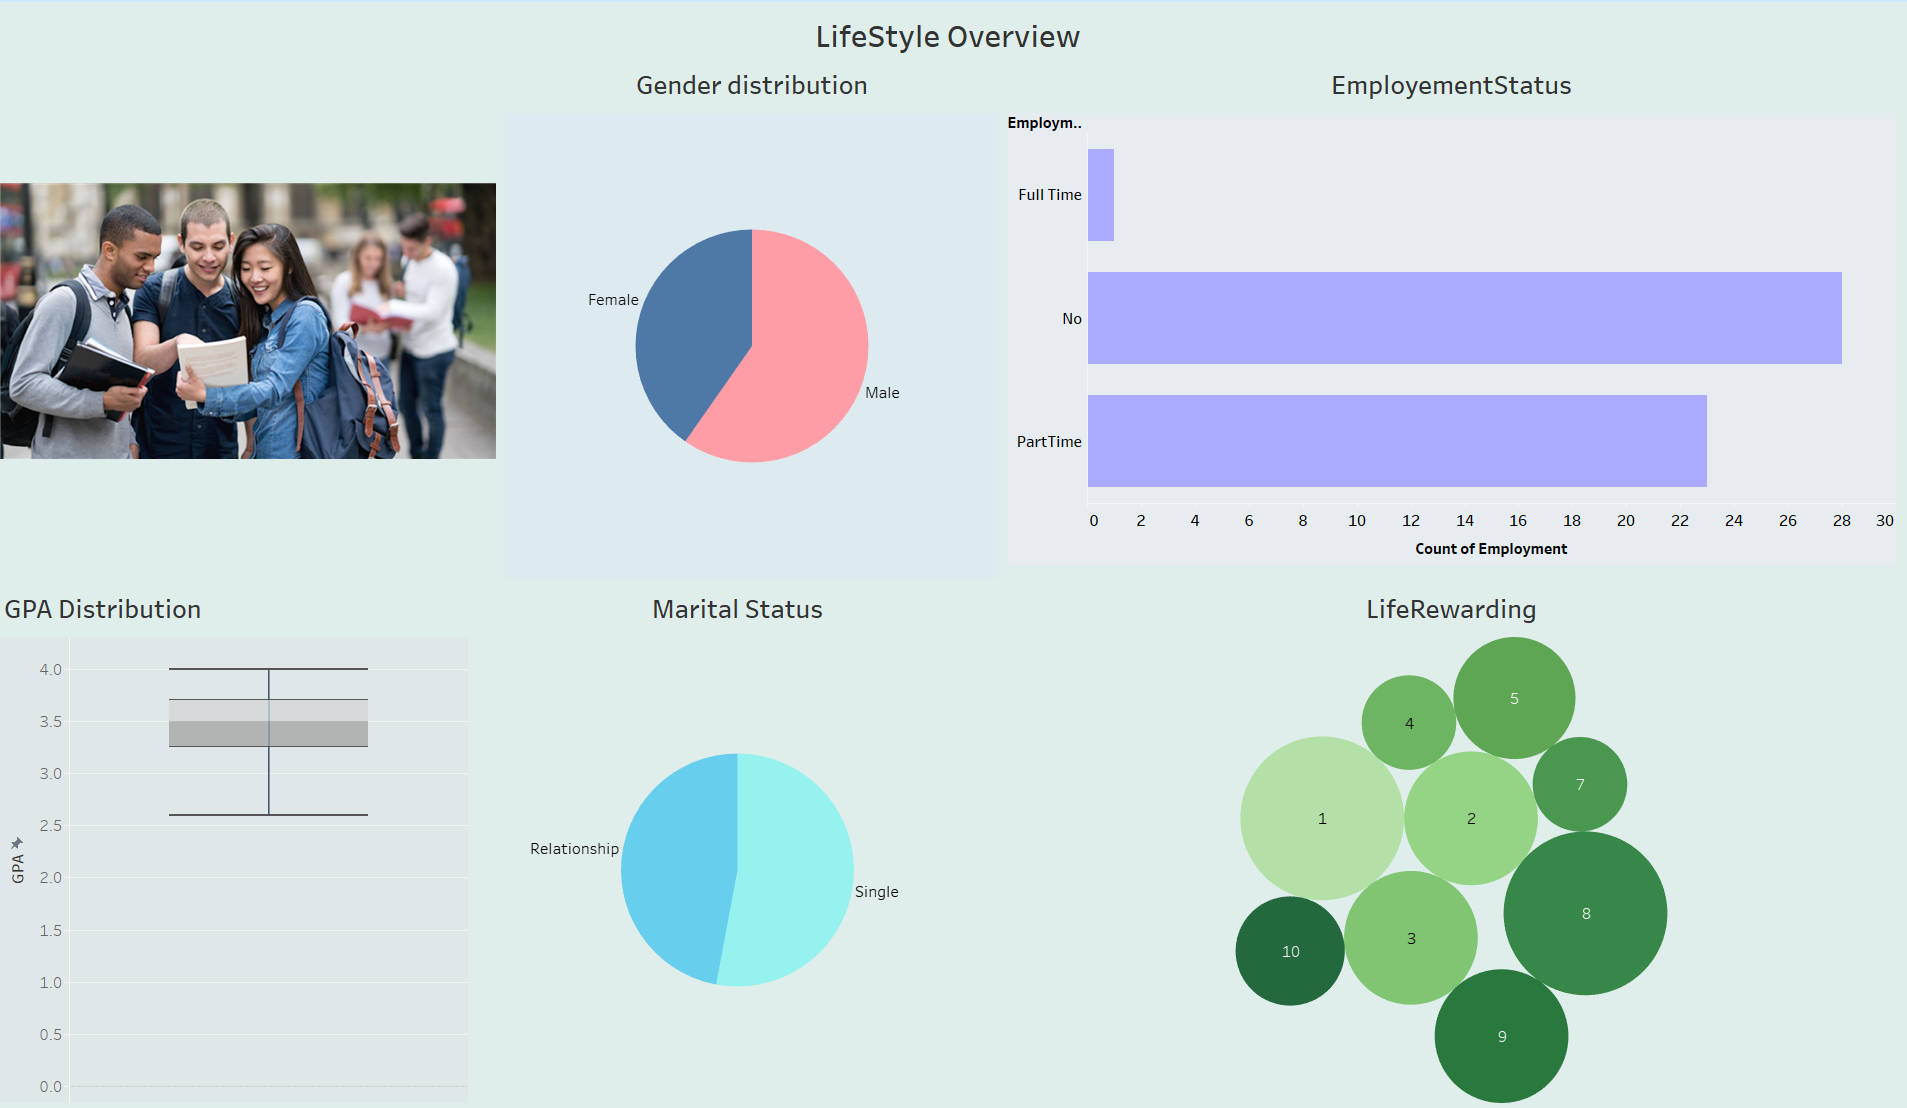 LifeStyle Overview
Gender distribution
Female
Male
EmployementStatus
Employm..
Full Time
No
PartTime
0 2 4 6 8 10 12 14 16 18 20 22 24 26 28 30
Count of Employment
GPA Distribution
4.0
3.5
3.0
2.5
2.0
1.5
1.0
0.5
0.0
GPA
Marital Status
Relationship
Single
LifeRewarding
5
4
7
1
2
8
3
10
9